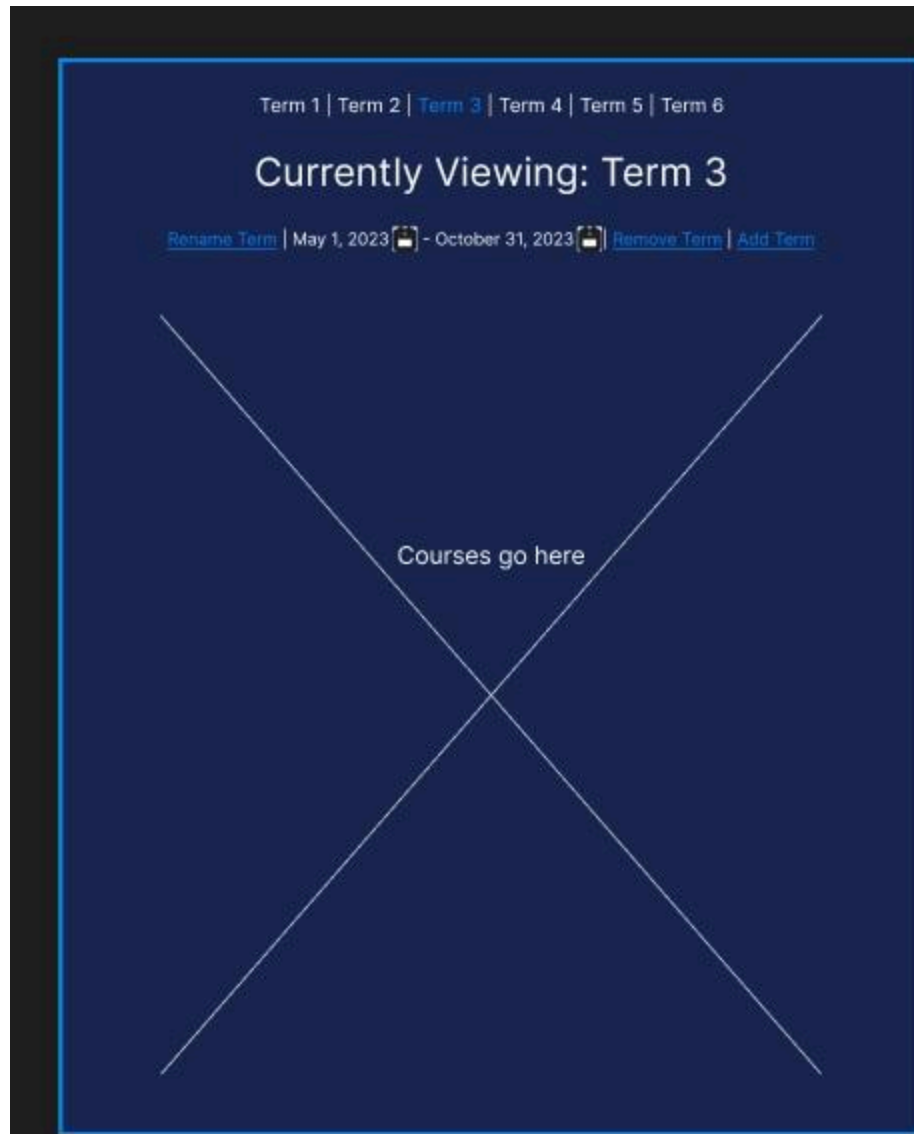 Term 1 | Term 2 | Term 3 | Term 4 | Term 5 | Term 6
Currently Viewing: Term 3
Rename Term | May 1, 2023 - October 31, 2023 | Remove Term | Add Term
Courses go here